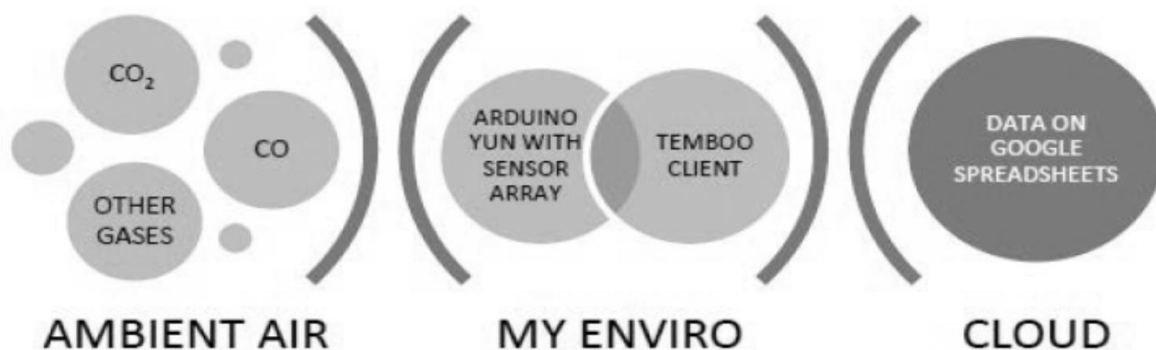 CO₂
CO
OTHER
GASES
ARDUINO
YUN WITH
SENSOR
ARRAY
TEMBOO
CLIENT
DATA ON
GOOGLE
SPREADSHEETS
AMBIENT AIR
MY ENVIRO
CLOUD